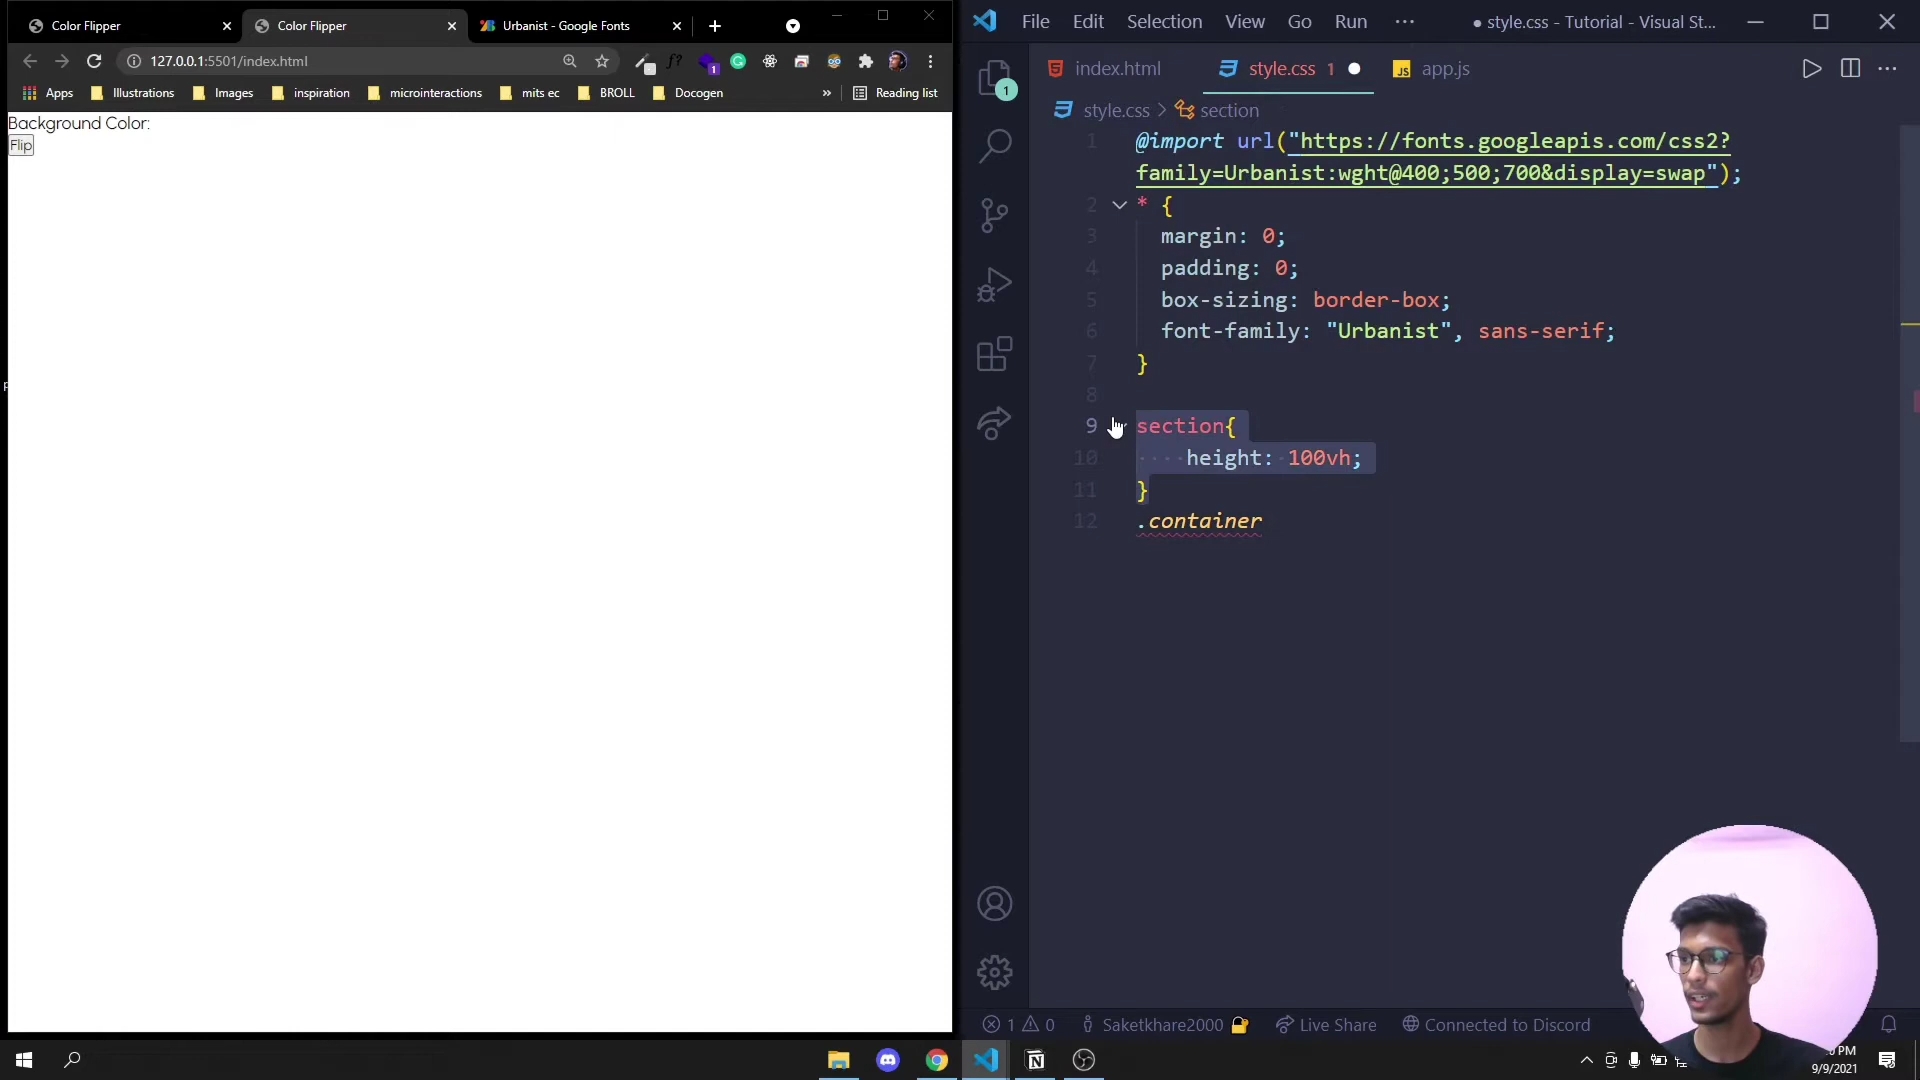 Color Flipper
Color Flipper
Urbanist - Google Fonts
127.0.0.1:5501/index.html
f?
1
Apps
Illustrations
Images
inspiration
microinteractions
mits ec
BROLL
Docogen
»
Reading list
Background Color:
Flip
File Edit Selection View Go Run ···
● style.css - Tutorial - Visual St...
1
index.html
style.css 1 ●
JS app.js
style.css > section
1 @import url("https://fonts.googleapis.com/css2?
family=Urbanist:wght@400;500;700&display=swap");
2 * {
3 margin: 0;
4 padding: 0;
5 box-sizing: border-box;
6 font-family: "Urbanist", sans-serif;
7 }
8
9 section{
10 ····height:·100vh;
11 }
12 .container
1 0
Saketkhare2000
Live Share
Connected to Discord
PM
9/9/2021